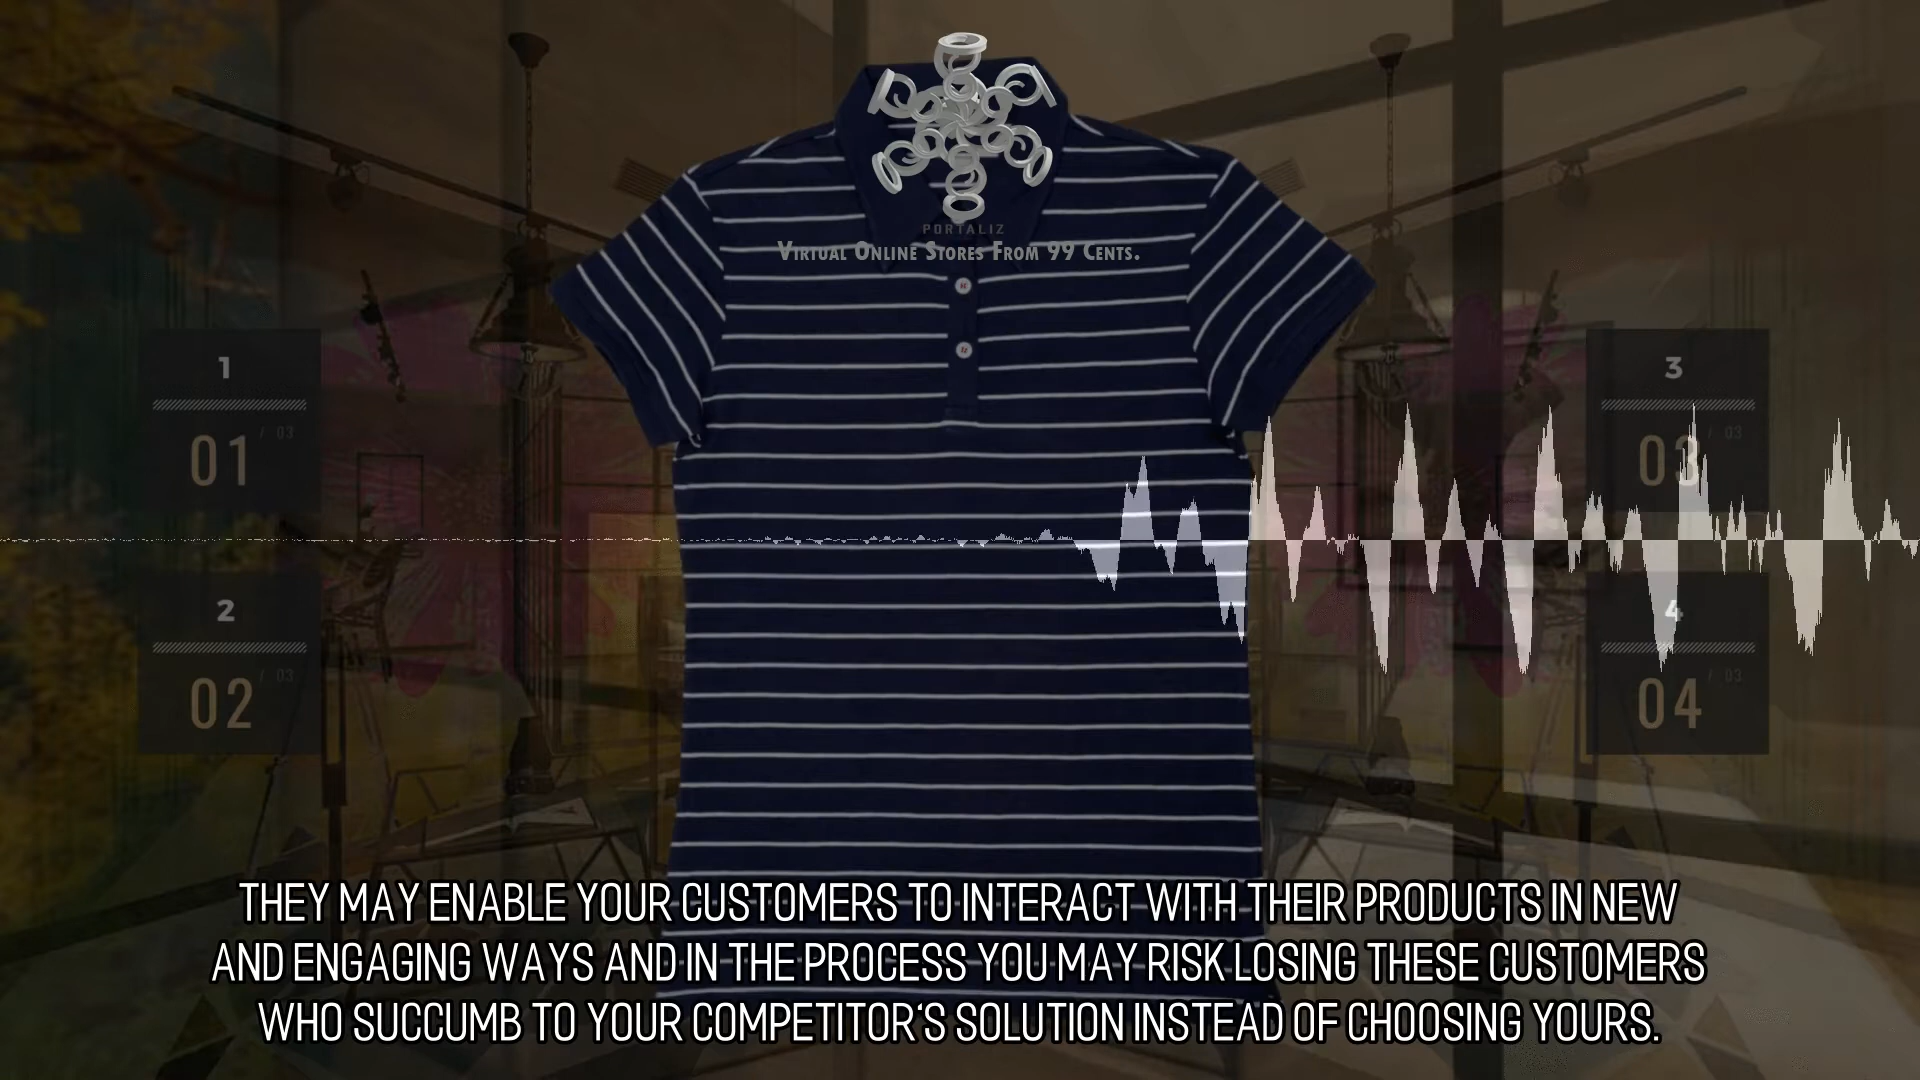 PORTALIZ
VIRTUAL ONLINE STORES FROM 99 CENTS.
1
01 / 03
2
02 / 03
3
03 / 03
4
04 / 03
THEY MAY ENABLE YOUR CUSTOMERS TO INTERACT WITH THEIR PRODUCTS IN NEW
AND ENGAGING WAYS AND IN THE PROCESS YOU MAY RISK LOSING THESE CUSTOMERS
WHO SUCCUMB TO YOUR COMPETITOR'S SOLUTION INSTEAD OF CHOOSING YOURS.